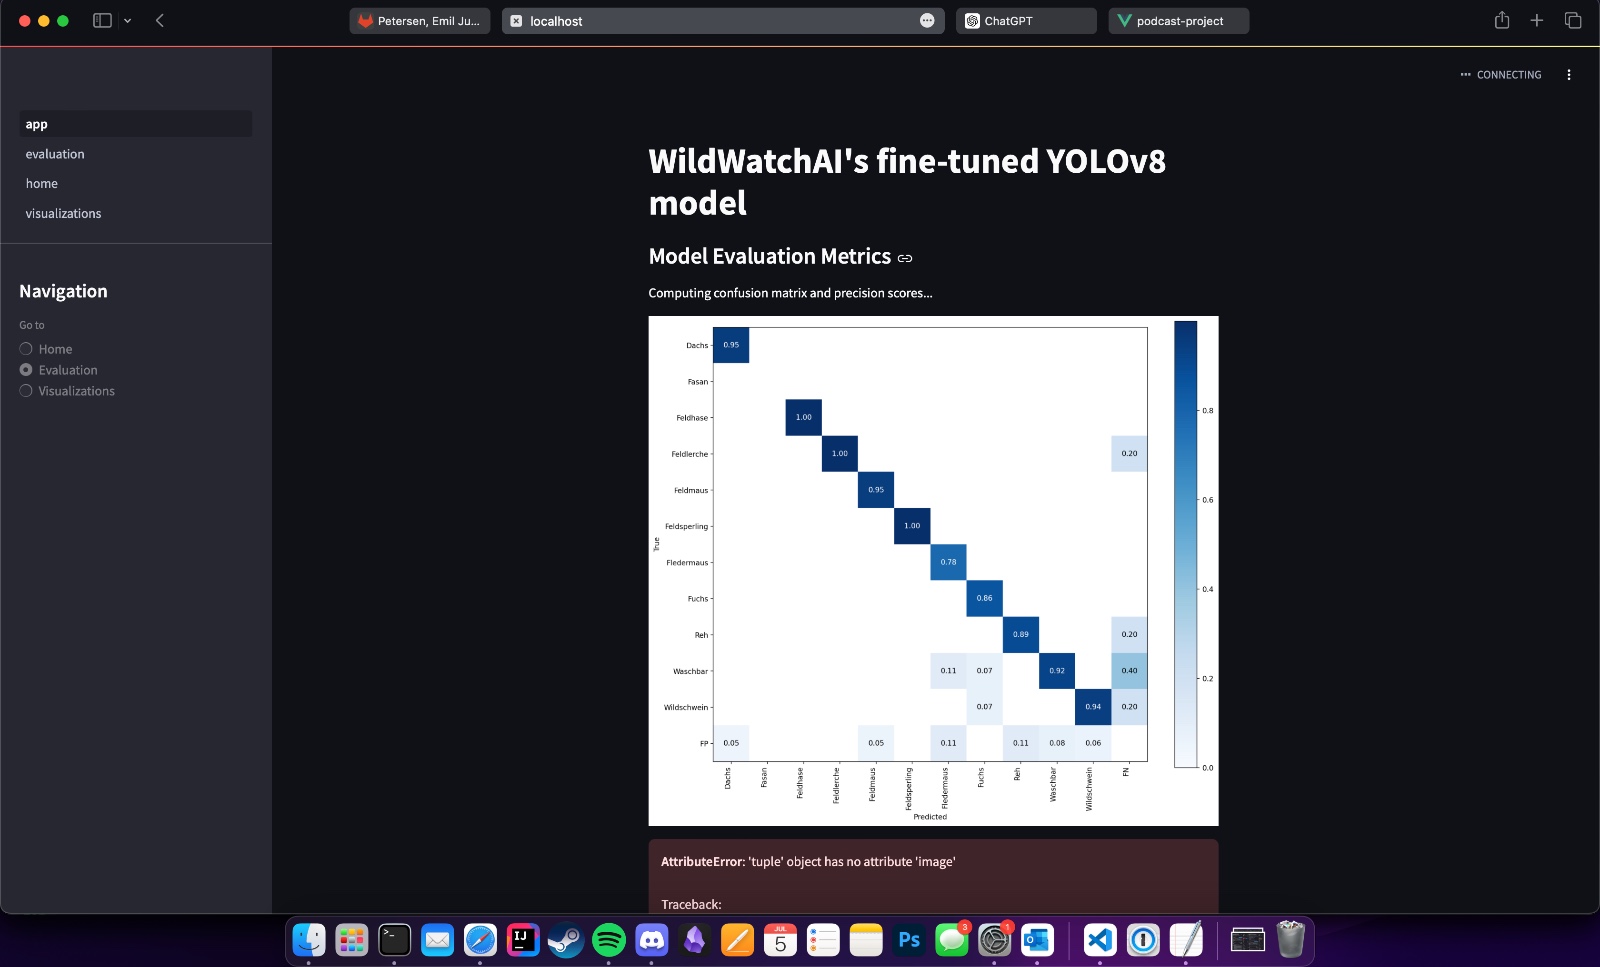 Petersen, Emil Ju...
localhost
ChatGPT
podcast-project
CONNECTING
app
evaluation
home
visualizations
Navigation
Go to
Home
Evaluation
Visualizations
WildWatchAI's fine-tuned YOLOv8
model
Model Evaluation Metrics
Computing confusion matrix and precision scores...
Dachs
0.95
Fasan
Feldhase
1.00
0.8
Feldlerche
1.00
0.20
Feldmaus
0.95
0.6
Feldsperling
1.00
True
Fledermaus
0.78
Fuchs
0.86
0.4
Reh
0.89
0.20
Waschbar
0.11
0.07
0.92
0.40
0.2
Wildschwein
0.07
0.94
0.20
FP
0.05
0.05
0.11
0.11
0.08
0.06
0.0
Dachs
Fasan
Feldhase
Feldlerche
Feldmaus
Feldsperling
Fledermaus
Fuchs
Reh
Waschbar
Wildschwein
FN
Predicted
AttributeError: 'tuple' object has no attribute 'image'
Traceback:
>_
IJ
JUL
5
Ps
3
1